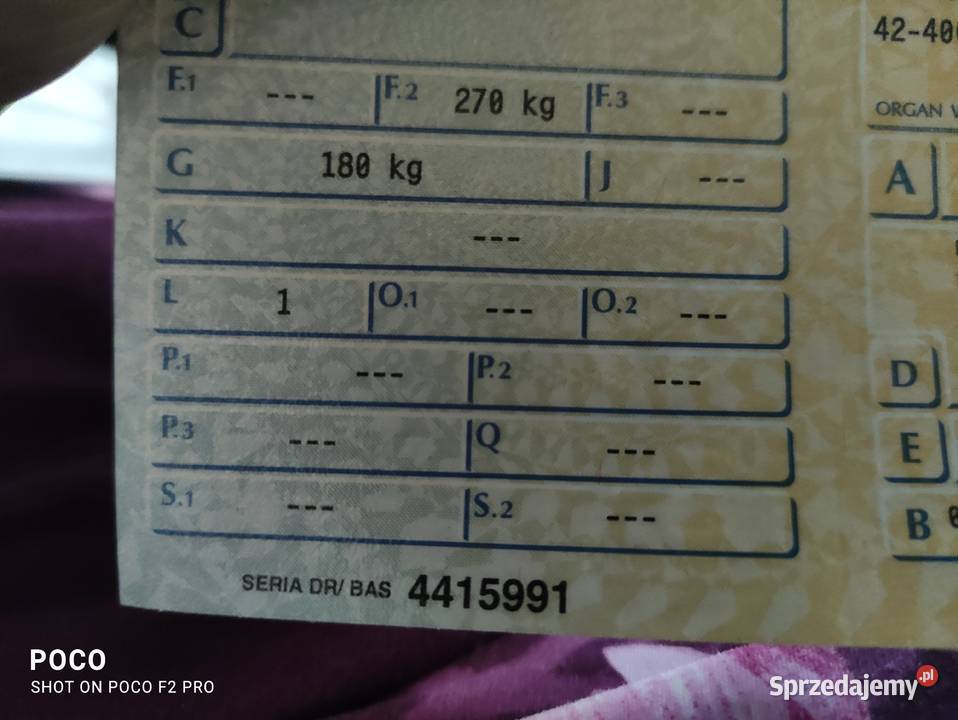 C
F.1 --- F.2 270 kg F.3 ---
G 180 kg J ---
K ---
L 1 O.1 --- O.2 ---
P.1 --- P.2 ---
P.3 --- Q ---
S.1 --- S.2 ---
SERIA DR/ BAS 4415991
42-40
ORGAN
A
D
E
B
POCO
SHOT ON POCO F2 PRO
Sprzedajemy.pl